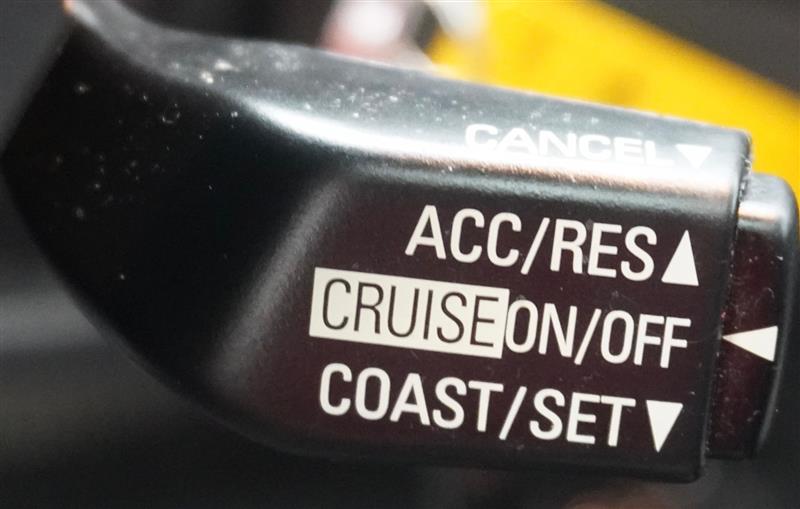 CANCEL▼
ACC/RES▲
CRUISE ON/OFF ◀
COAST/SET▼